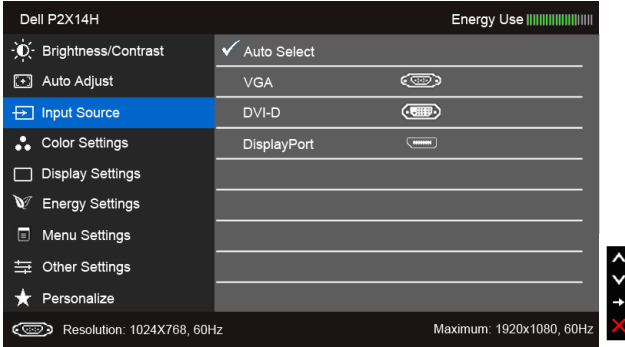 Dell P2X14H Energy Use
Brightness/Contrast Auto Select
Auto Adjust VGA
Input Source DVI-D
Color Settings DisplayPort
Display Settings
Energy Settings
Menu Settings
Other Settings
Personalize
Resolution: 1024X768, 60Hz Maximum: 1920x1080, 60Hz